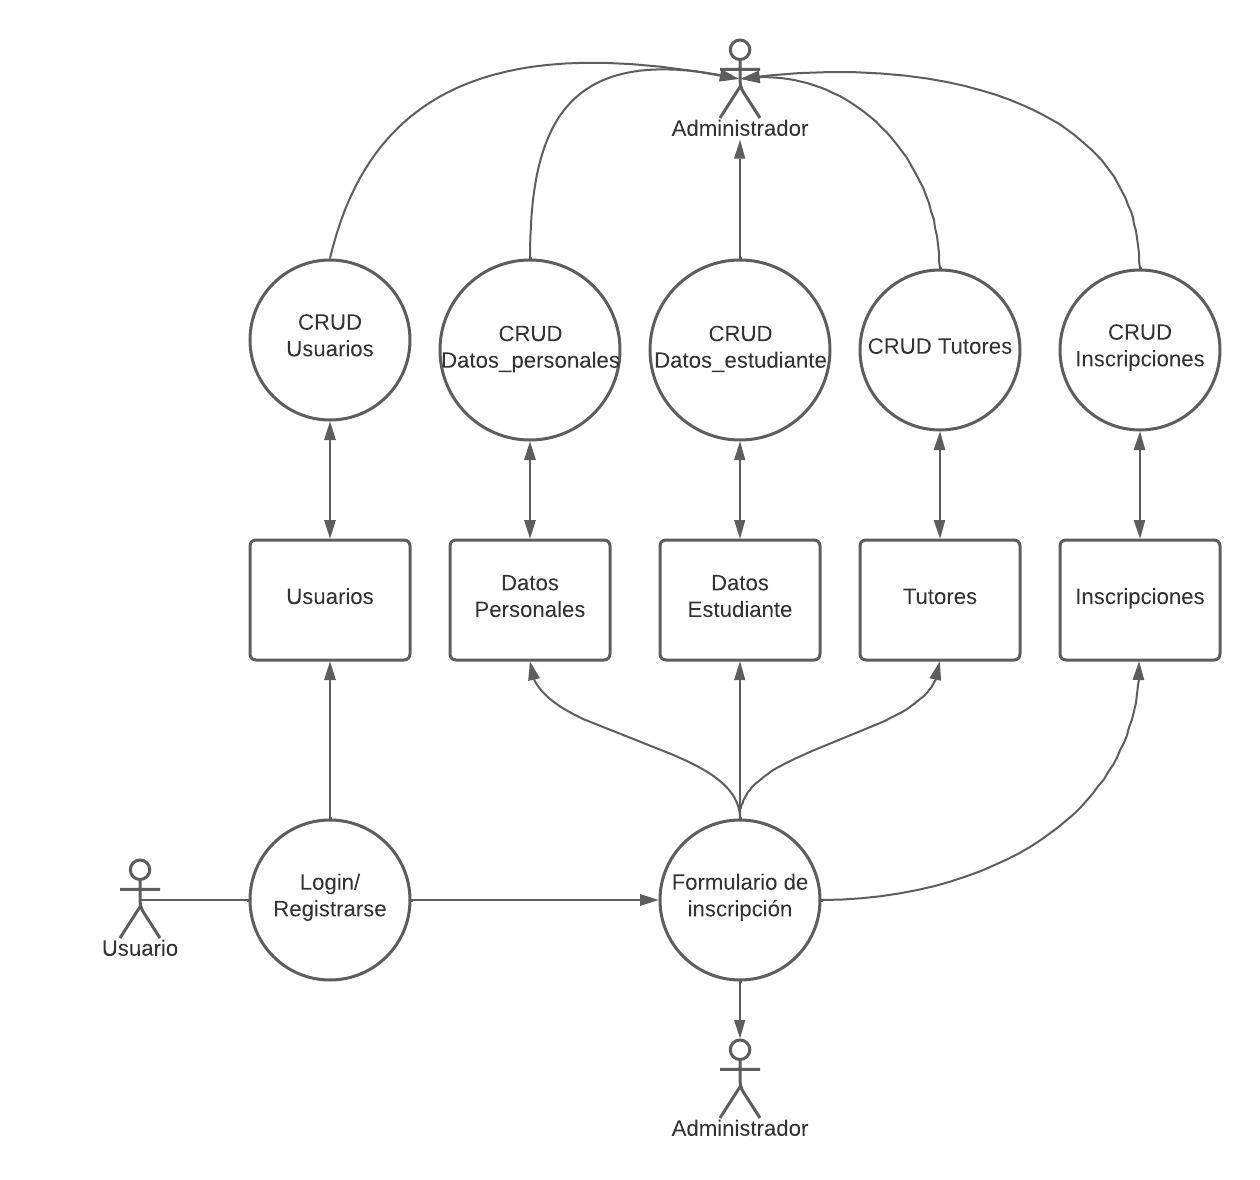 Administrador
CRUD
Usuarios
CRUD
Datos_personales
CRUD
Datos_estudiante
CRUD Tutores
CRUD
Inscripciones
Usuarios
Datos
Personales
Datos
Estudiante
Tutores
Inscripciones
Usuario
Login/
Registrarse
Formulario de
inscripción
Administrador